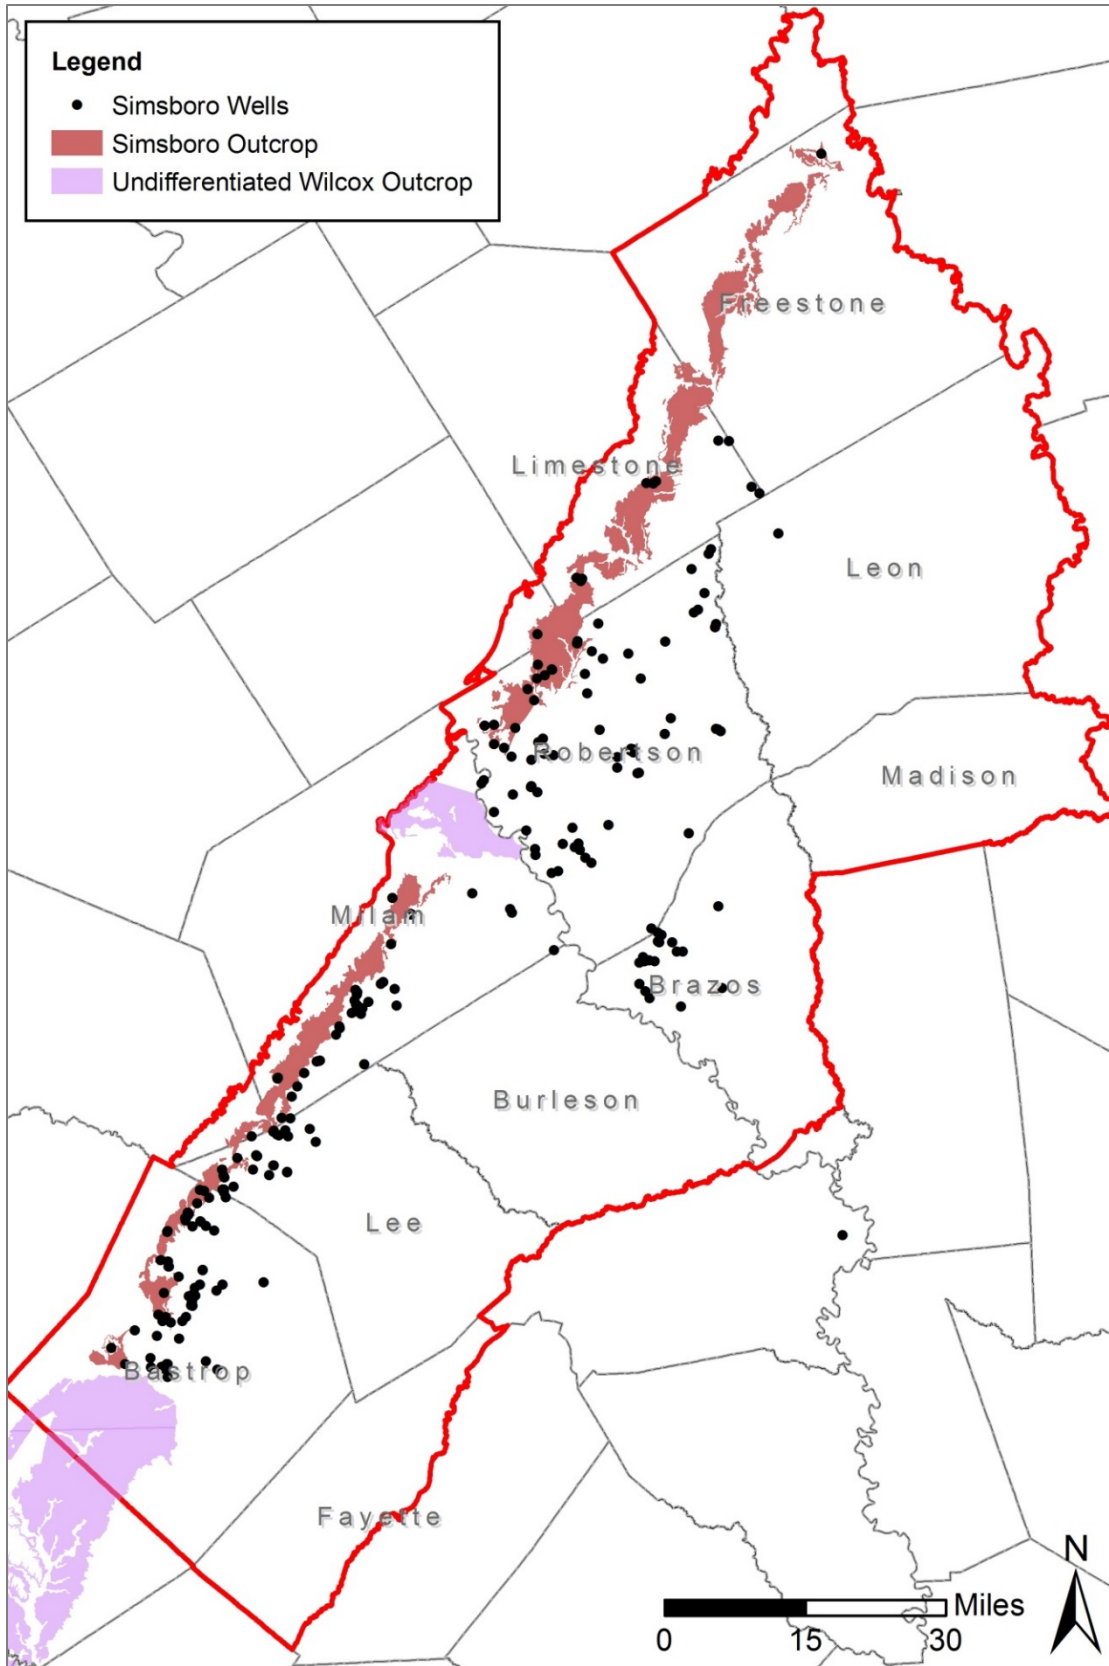 Legend
Simsboro Wells
Simsboro Outcrop
Undifferentiated Wilcox Outcrop
Freestone
Limestone
Leon
Robertson
Madison
Milam
Brazos
Burleson
Lee
Bastrop
Fayette
N
Miles
0 15 30